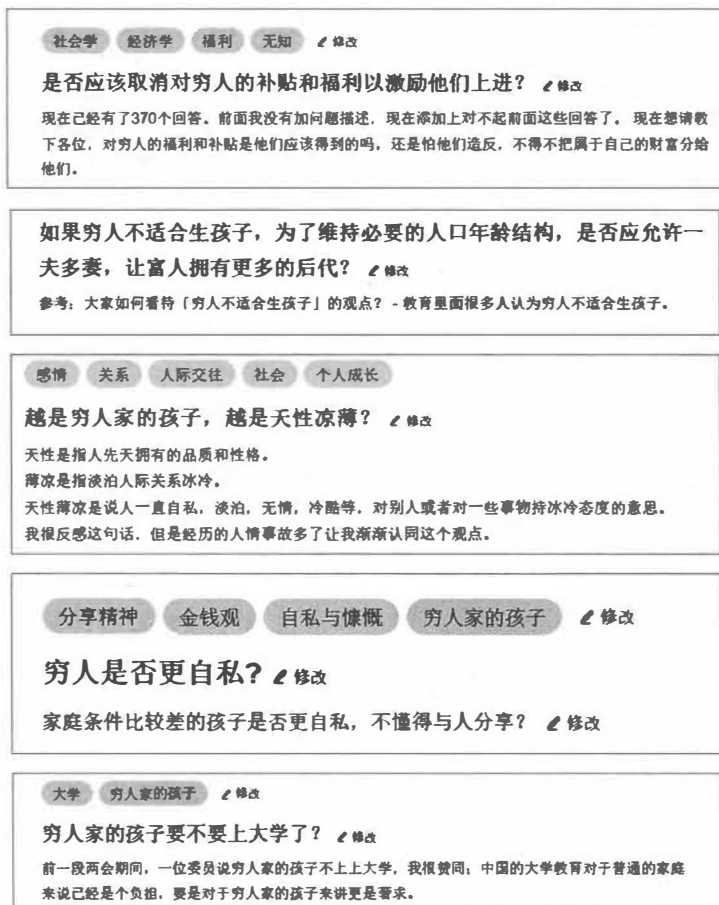 社会学 经济学 福利 无知 修改
是否应该取消对穷人的补贴和福利以激励他们上进？ 修改
现在已经有了370个回答。前面我没有加问题描述，现在添加上对不起前面这些回答了。 现在想请教
下各位，对穷人的福利和补贴是他们应该得到的吗，还是怕他们造反，不得不把属于自己的财富分给
他们。
如果穷人不适合生孩子，为了维持必要的人口年龄结构，是否应允许一
夫多妻，让富人拥有更多的后代？ 修改
参考：大家如何看待「穷人不适合生孩子」的观点？ - 教育里面很多人认为穷人不适合生孩子。
感情 关系 人际交往 社会 个人成长
越是穷人家的孩子，越是天性凉薄？ 修改
天性是指人先天拥有的品质和性格。
薄凉是指淡泊人际关系冰冷。
天性薄凉是说人一直自私，淡泊，无情，冷酷等，对别人或者对一些事物持冰冷态度的意思。
我很反感这句话，但是经历的人情事故多了让我渐渐认同这个观点。
分享精神 金钱观 自私与慷慨 穷人家的孩子 修改
穷人是否更自私? 修改
家庭条件比较差的孩子是否更自私，不懂得与人分享？ 修改
大学 穷人家的孩子 修改
穷人家的孩子要不要上大学了？ 修改
前一段两会期间，一位委员说穷人家的孩子不上上大学，我很赞同；中国的大学教育对于普通的家庭
来说已经是个负担，要是对于穷人家的孩子来讲更是奢求。